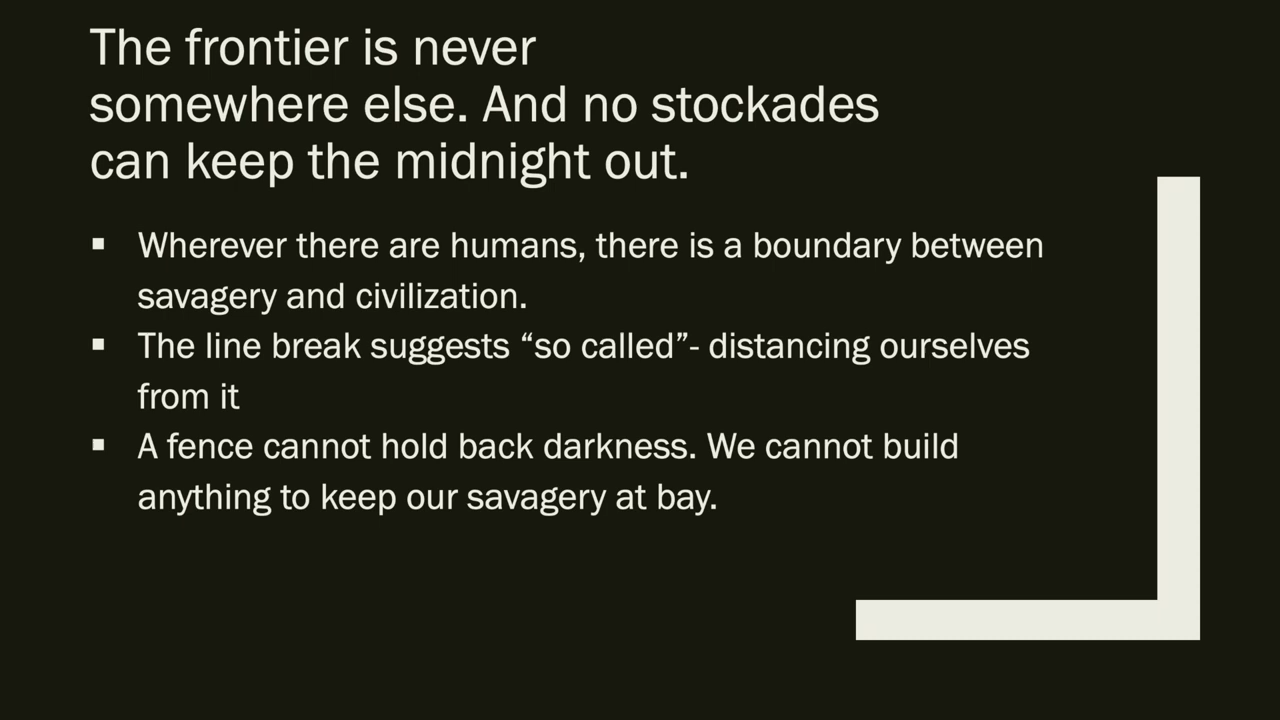 The frontier is never
somewhere else. And no stockades
can keep the midnight out.
▪ Wherever there are humans, there is a boundary between
savagery and civilization.
▪ The line break suggests “so called”- distancing ourselves
from it
▪ A fence cannot hold back darkness. We cannot build
anything to keep our savagery at bay.